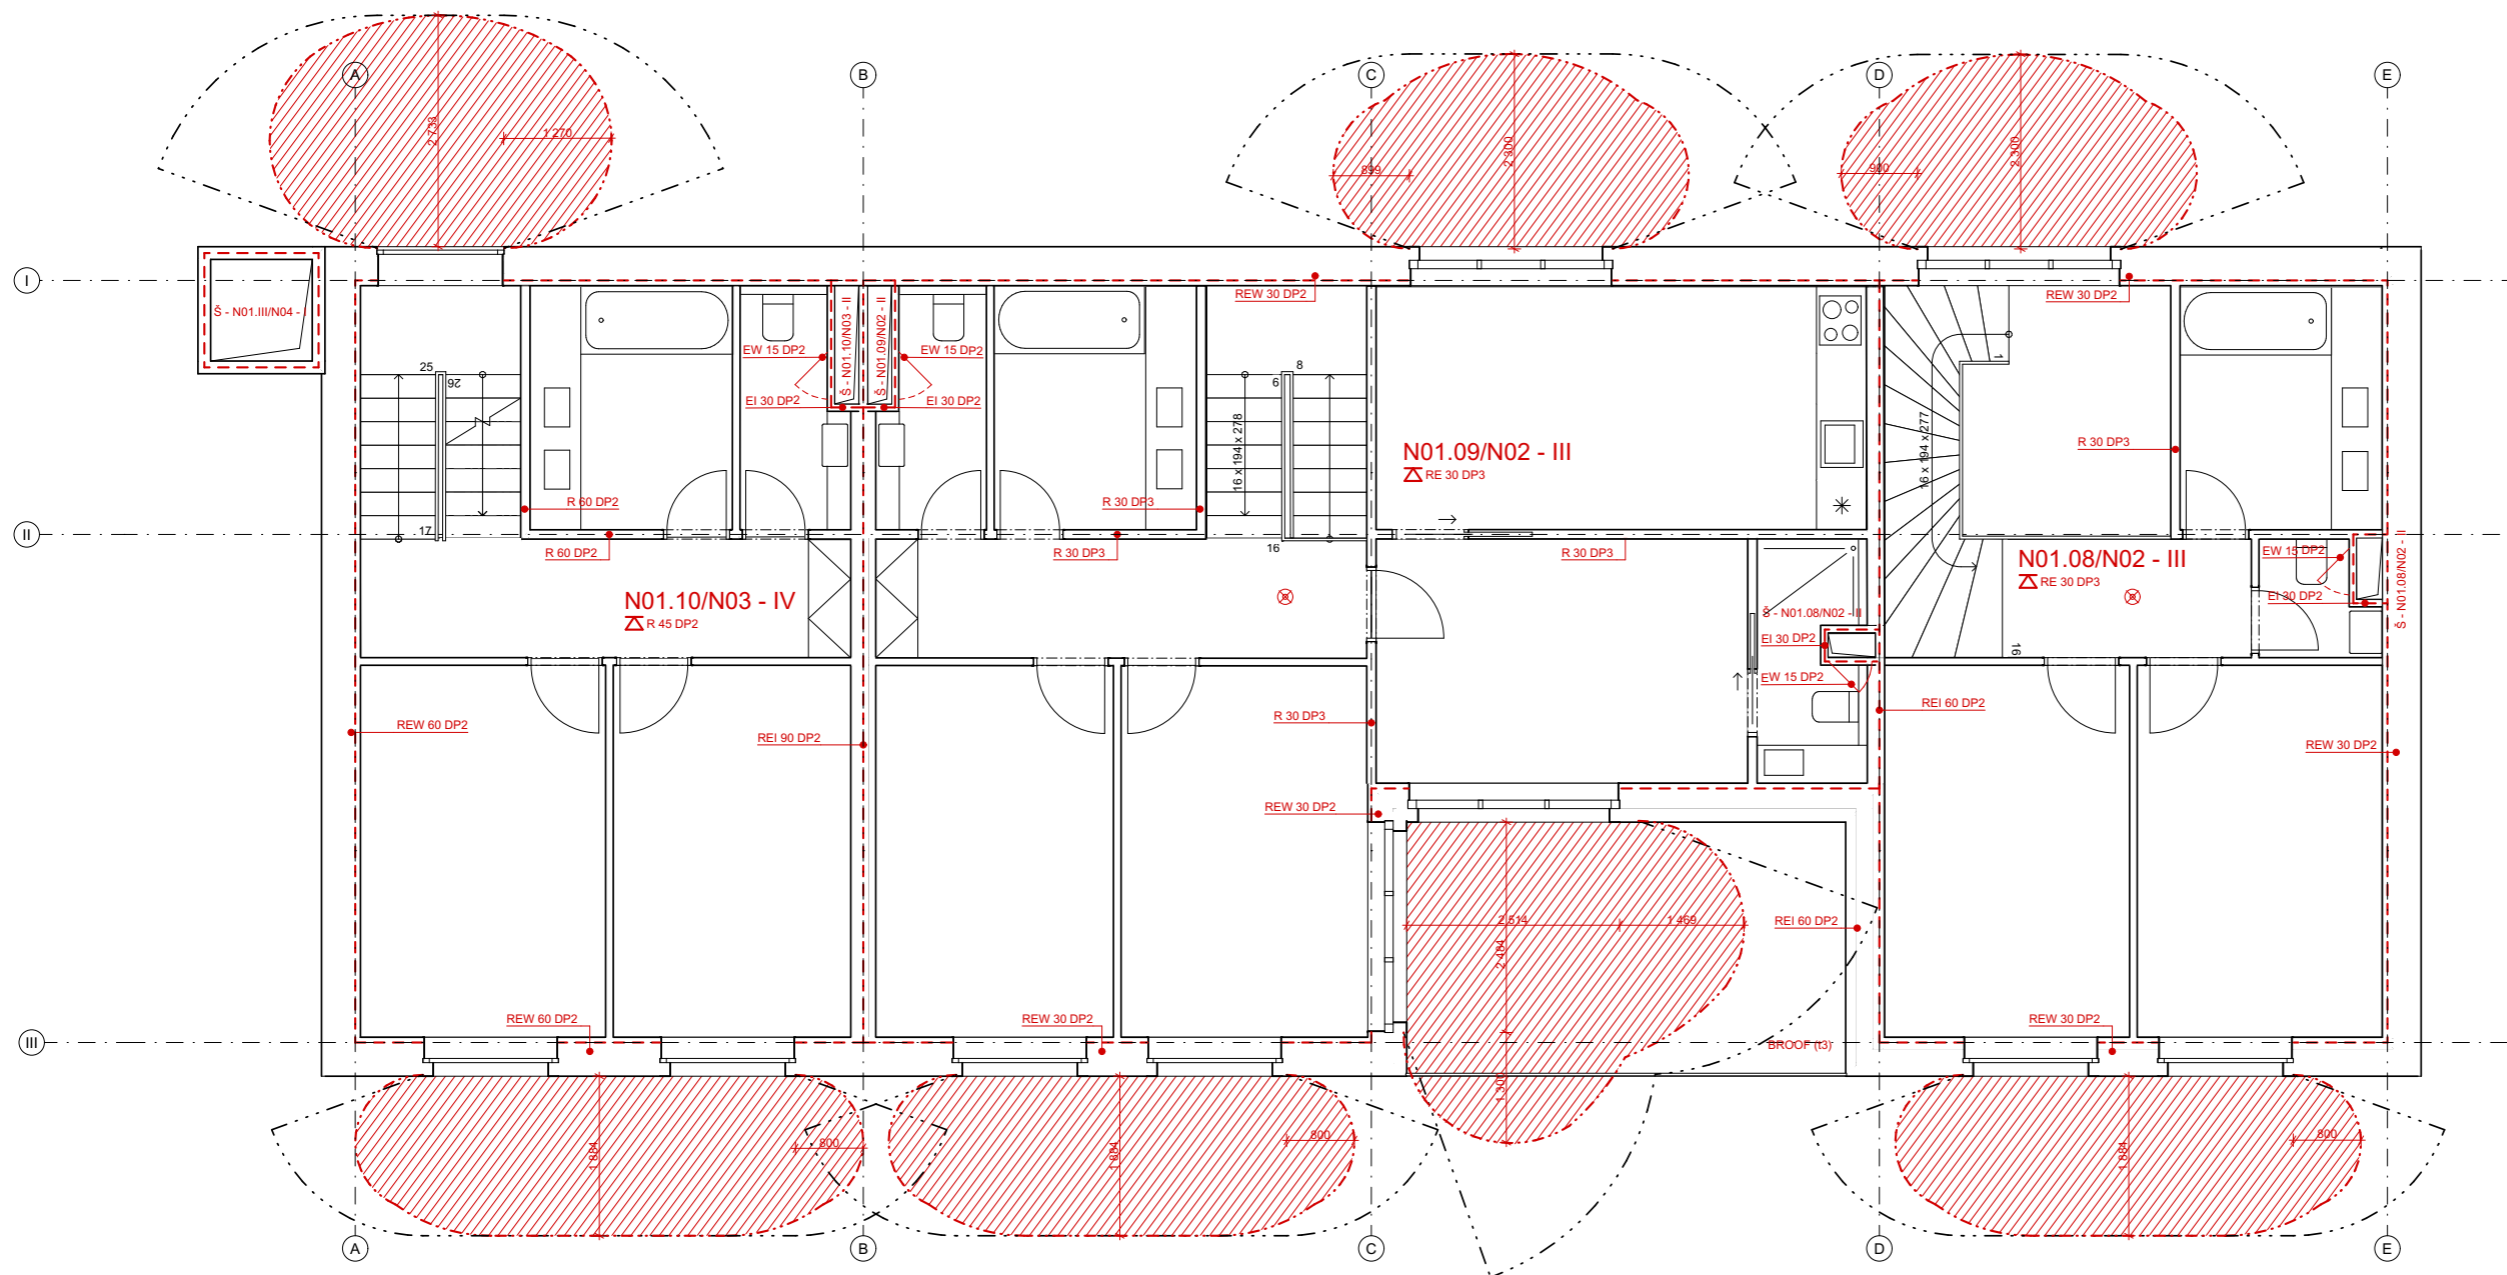 A
B
C
D
E
2 733
1 270
2 300
899
2 300
900
I
REW 30 DP2
REW 30 DP2
Š - N01.III/N04 - I
Š - N01.10/N03 - II
Š - N01.09/N02 - II
EW 15 DP2
EW 15 DP2
25
26
8
9
1
EI 30 DP2
EI 30 DP2
16 x 194 x 278
16 x 194 x 277
N01.09/N02 - III
RE 30 DP3
R 30 DP3
R 60 DP2
R 30 DP3
17
II
16
R 60 DP2
R 30 DP3
R 30 DP3
N01.08/N02 - III
RE 30 DP3
EW 15 DP2
EI 30 DP2
Š - N01.08/N02 - II
N01.10/N03 - IV
R 45 DP2
Š - N01.08/N02 - II
EI 30 DP2
16
EW 15 DP2
REW 60 DP2
REI 90 DP2
R 30 DP3
REI 60 DP2
REW 30 DP2
REW 30 DP2
2 514
1 469
2 484
REI 60 DP2
REW 60 DP2
REW 30 DP2
REW 30 DP2
III
BROOF (t3)
1 300
1 884
800
1 884
800
1 884
800
A
B
C
D
E